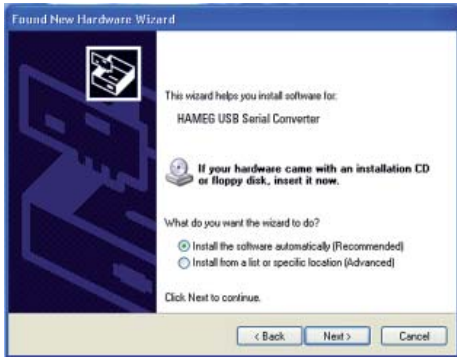 Found New Hardware Wizard
This wizard helps you install software for:
HAMEG USB Serial Converter
If your hardware came with an installation CD
or floppy disk, insert it now.
What do you want the wizard to do?
Install the software automatically (Recommended)
Install from a list or specific location (Advanced)
Click Next to continue.
< Back Next > Cancel